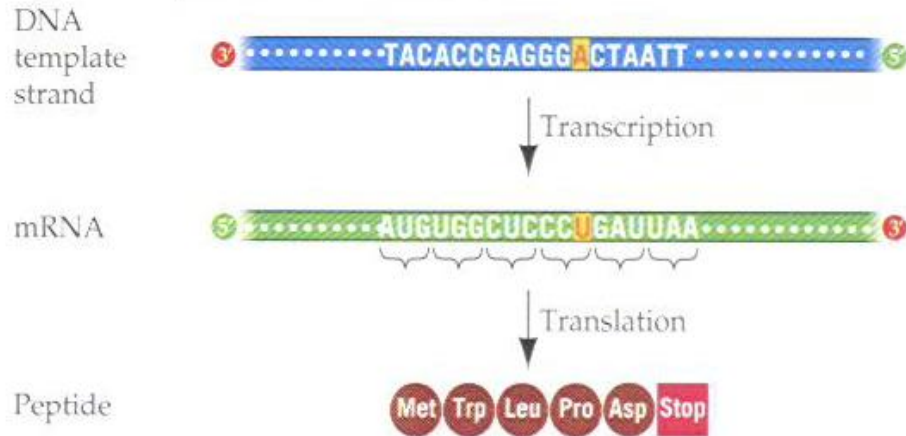 DNA
template
strand
3' TACACCGAGGGACTAATT 5'
Transcription
mRNA
5' AUGUGGCUCCCUGAUUAA 3'
Translation
Peptide
Met Trp Leu Pro Asp Stop